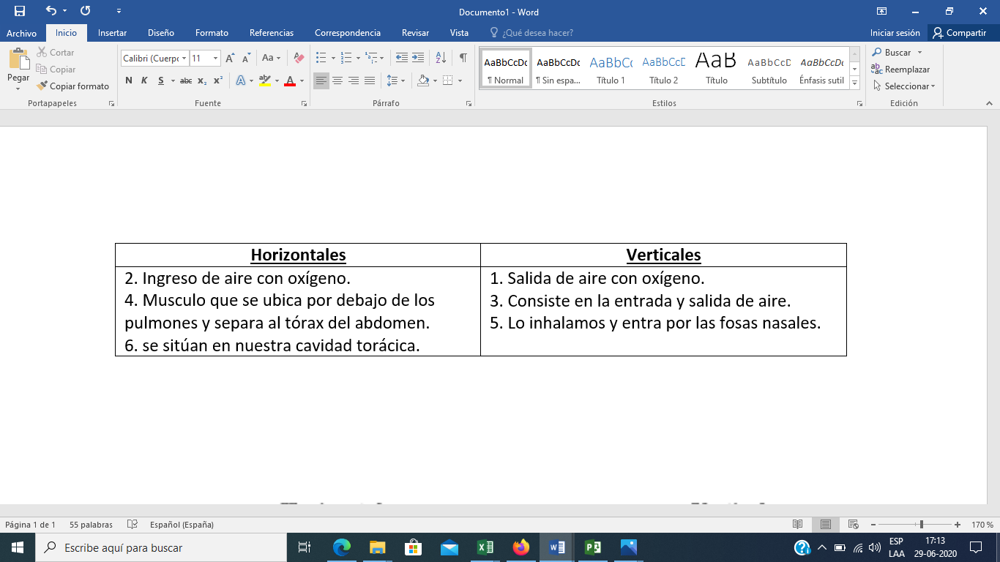 Documento1 - Word
Archivo Inicio Insertar Diseño Formato Referencias Correspondencia Revisar Vista ¿Qué desea hacer? Iniciar sesión Compartir
Pegar
Cortar
Copiar
Copiar formato
Portapapeles
Calibri (Cuerpo 11 Aa
N K S abc x₂ x² A ab A
Fuente
Párrafo
AaBbCcDc AaBbCcDc AaBbCc AaBbCcD AaB AaBbCcD AaBbCcDc
¶ Normal ¶ Sin espa... Título 1 Título 2 Título Subtítulo Énfasis sutil
Estilos
Buscar
Reemplazar
Seleccionar
Edición
Horizontales
2. Ingreso de aire con oxígeno.
4. Musculo que se ubica por debajo de los
pulmones y separa al tórax del abdomen.
6. se sitúan en nuestra cavidad torácica.
Verticales
1. Salida de aire con oxígeno.
3. Consiste en la entrada y salida de aire.
5. Lo inhalamos y entra por las fosas nasales.
Página 1 de 1 55 palabras Español (España) 170 %
Escribe aquí para buscar
ESP
LAA
17:13
29-06-2020